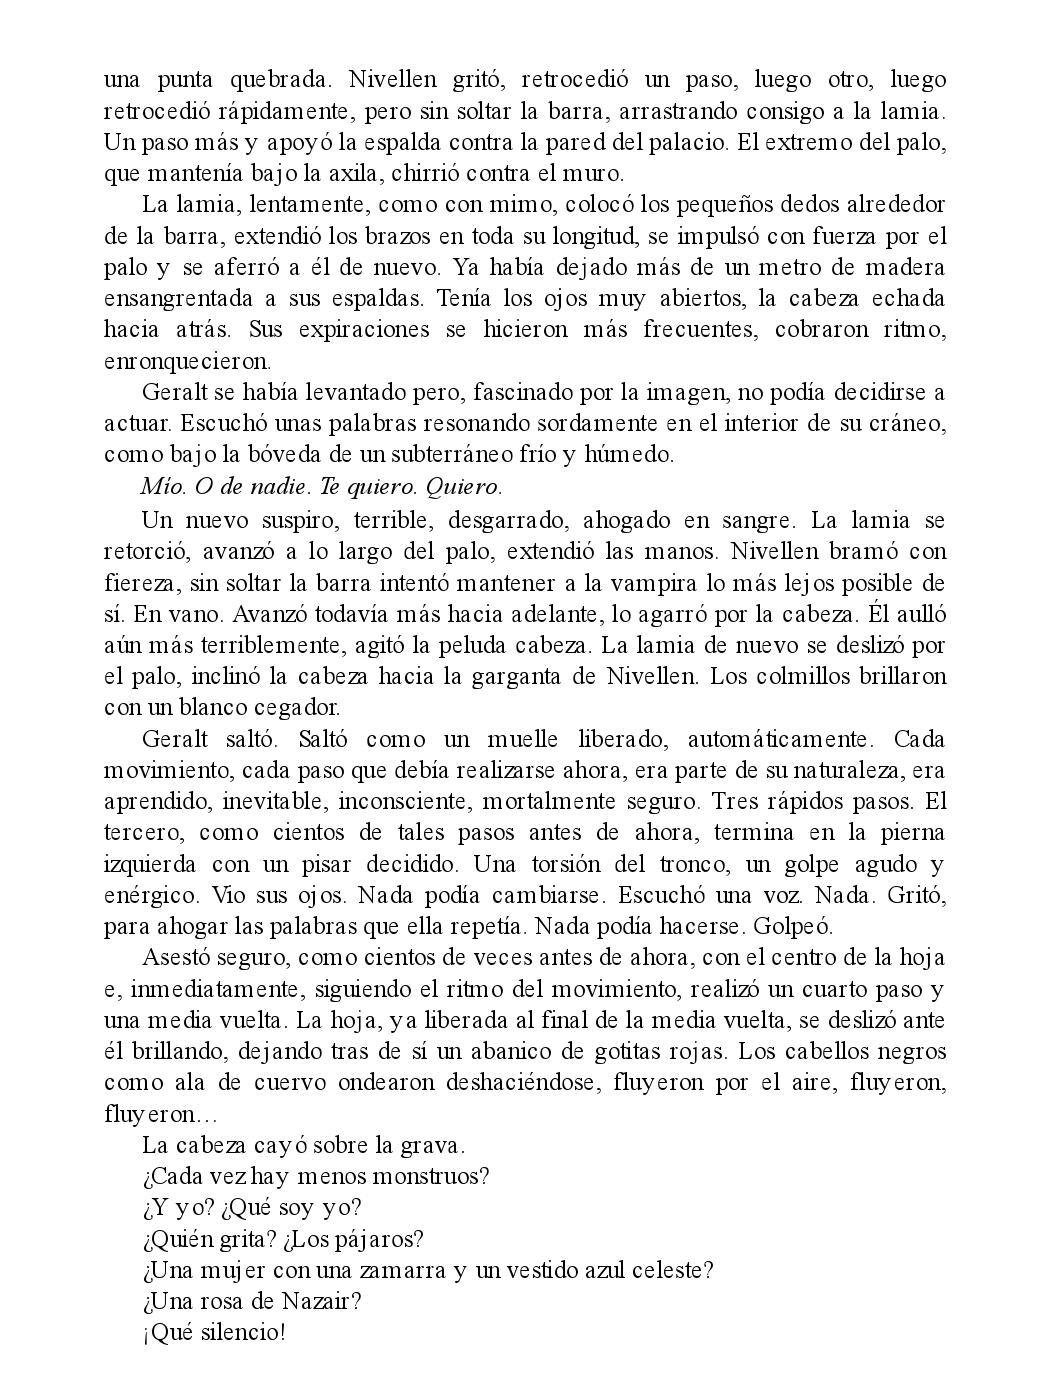 una punta quebrada. Nivellen gritó, retrocedió un paso, luego otro, luego
retrocedió rápidamente, pero sin soltar la barra, arrastrando consigo a la lamia.
Un paso más y apoyó la espalda contra la pared del palacio. El extremo del palo,
que mantenía bajo la axila, chirrió contra el muro.
La lamia, lentamente, como con mimo, colocó los pequeños dedos alrededor
de la barra, extendió los brazos en toda su longitud, se impulsó con fuerza por el
palo y se aferró a él de nuevo. Ya había dejado más de un metro de madera
ensangrentada a sus espaldas. Tenía los ojos muy abiertos, la cabeza echada
hacia atrás. Sus expiraciones se hicieron más frecuentes, cobraron ritmo,
enronquecieron.
Geralt se había levantado pero, fascinado por la imagen, no podía decidirse a
actuar. Escuchó unas palabras resonando sordamente en el interior de su cráneo,
como bajo la bóveda de un subterráneo frío y húmedo.
Mío. O de nadie. Te quiero. Quiero.
Un nuevo suspiro, terrible, desgarrado, ahogado en sangre. La lamia se
retorció, avanzó a lo largo del palo, extendió las manos. Nivellen bramó con
fiereza, sin soltar la barra intentó mantener a la vampira lo más lejos posible de
sí. En vano. Avanzó todavía más hacia adelante, lo agarró por la cabeza. Él aulló
aún más terriblemente, agitó la peluda cabeza. La lamia de nuevo se deslizó por
el palo, inclinó la cabeza hacia la garganta de Nivellen. Los colmillos brillaron
con un blanco cegador.
Geralt saltó. Saltó como un muelle liberado, automáticamente. Cada
movimiento, cada paso que debía realizarse ahora, era parte de su naturaleza, era
aprendido, inevitable, inconsciente, mortalmente seguro. Tres rápidos pasos. El
tercero, como cientos de tales pasos antes de ahora, termina en la pierna
izquierda con un pisar decidido. Una torsión del tronco, un golpe agudo y
enérgico. Vio sus ojos. Nada podía cambiarse. Escuchó una voz. Nada. Gritó,
para ahogar las palabras que ella repetía. Nada podía hacerse. Golpeó.
Asestó seguro, como cientos de veces antes de ahora, con el centro de la hoja
e, inmediatamente, siguiendo el ritmo del movimiento, realizó un cuarto paso y
una media vuelta. La hoja, ya liberada al final de la media vuelta, se deslizó ante
él brillando, dejando tras de sí un abanico de gotitas rojas. Los cabellos negros
como ala de cuervo ondearon deshaciéndose, fluyeron por el aire, fluyeron,
fluyeron…
La cabeza cayó sobre la grava.
¿Cada vez hay menos monstruos?
¿Y yo? ¿Qué soy yo?
¿Quién grita? ¿Los pájaros?
¿Una mujer con una zamarra y un vestido azul celeste?
¿Una rosa de Nazair?
¡Qué silencio!